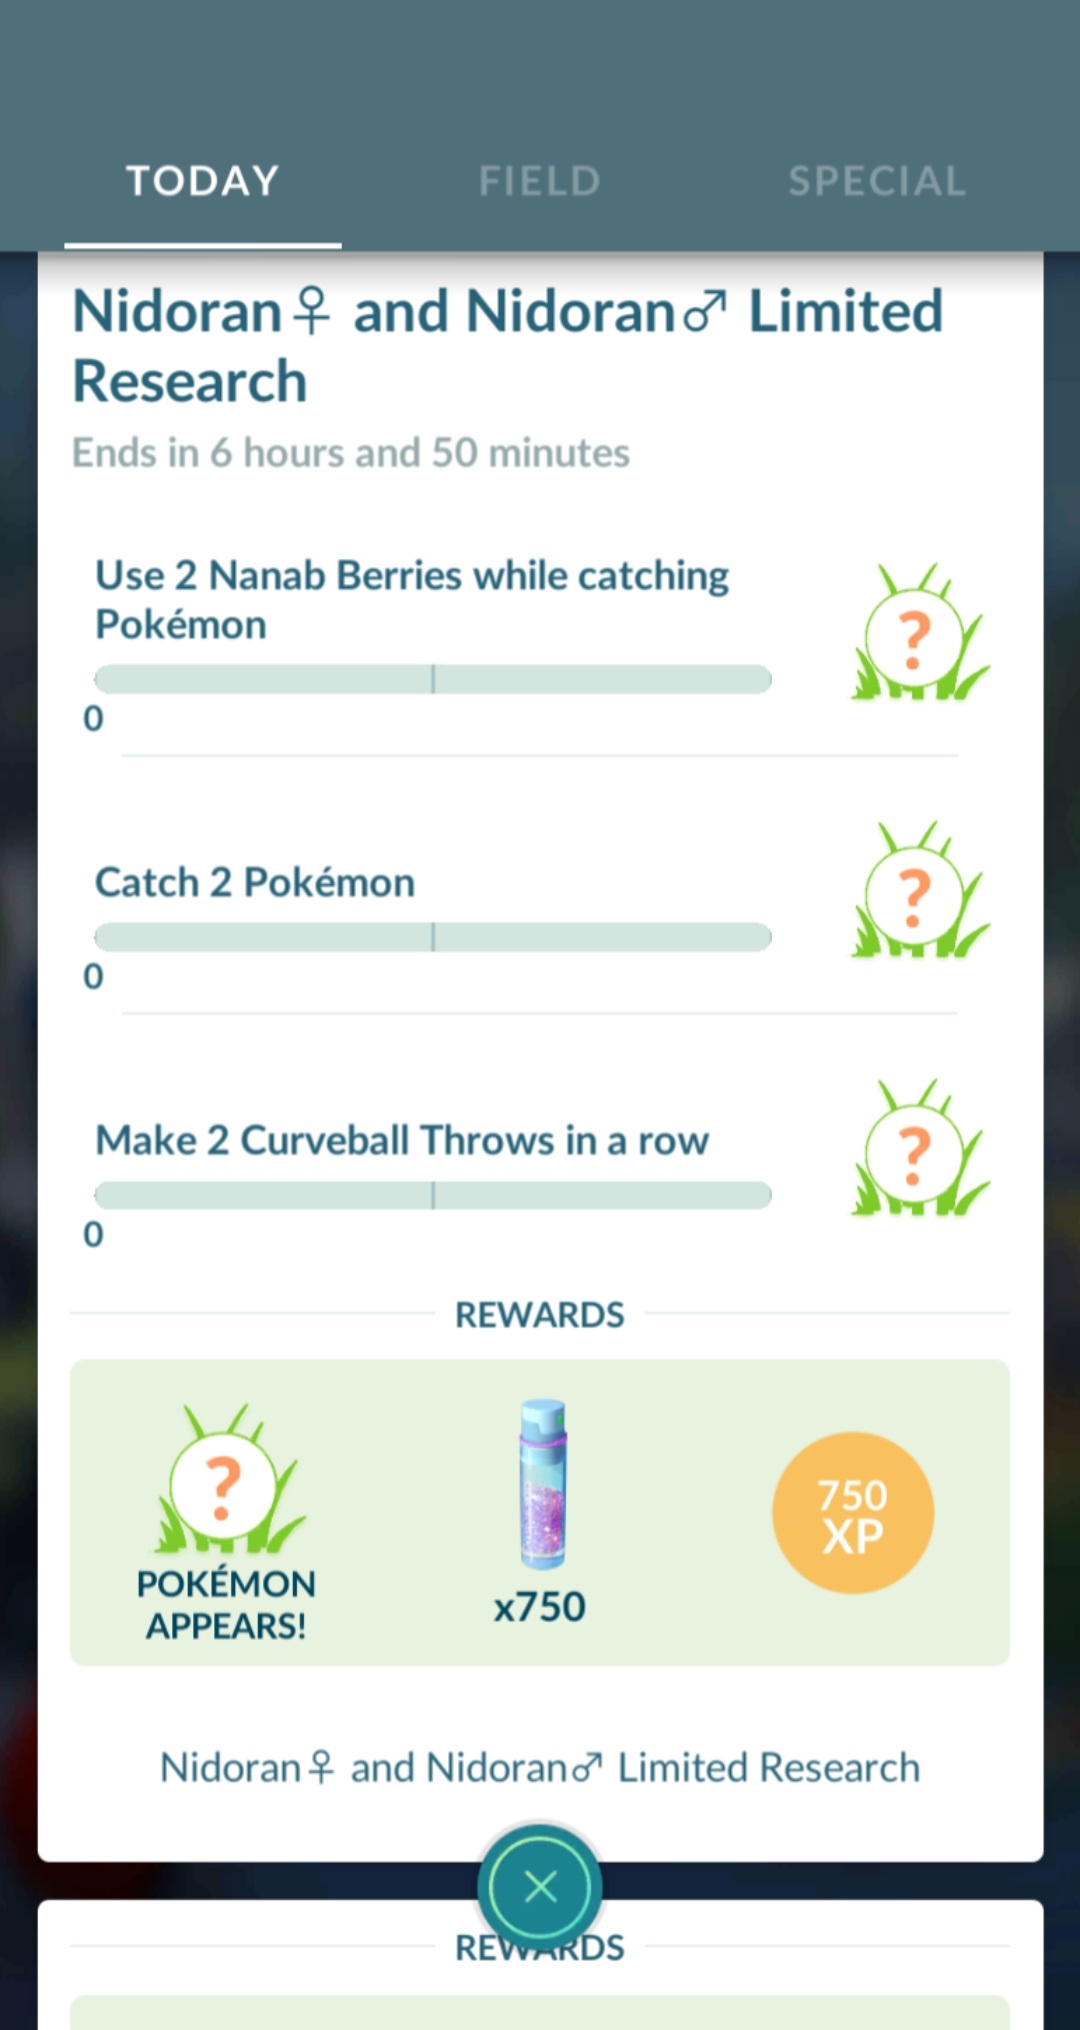 TODAY
FIELD
SPECIAL
Nidoran♀ and Nidoran♂ Limited
Research
Ends in 6 hours and 50 minutes
Use 2 Nanab Berries while catching
Pokémon
?
0
Catch 2 Pokémon
?
0
Make 2 Curveball Throws in a row
?
0
REWARDS
?
POKÉMON
APPEARS!
x750
750
XP
Nidoran♀ and Nidoran♂ Limited Research
REWARDS